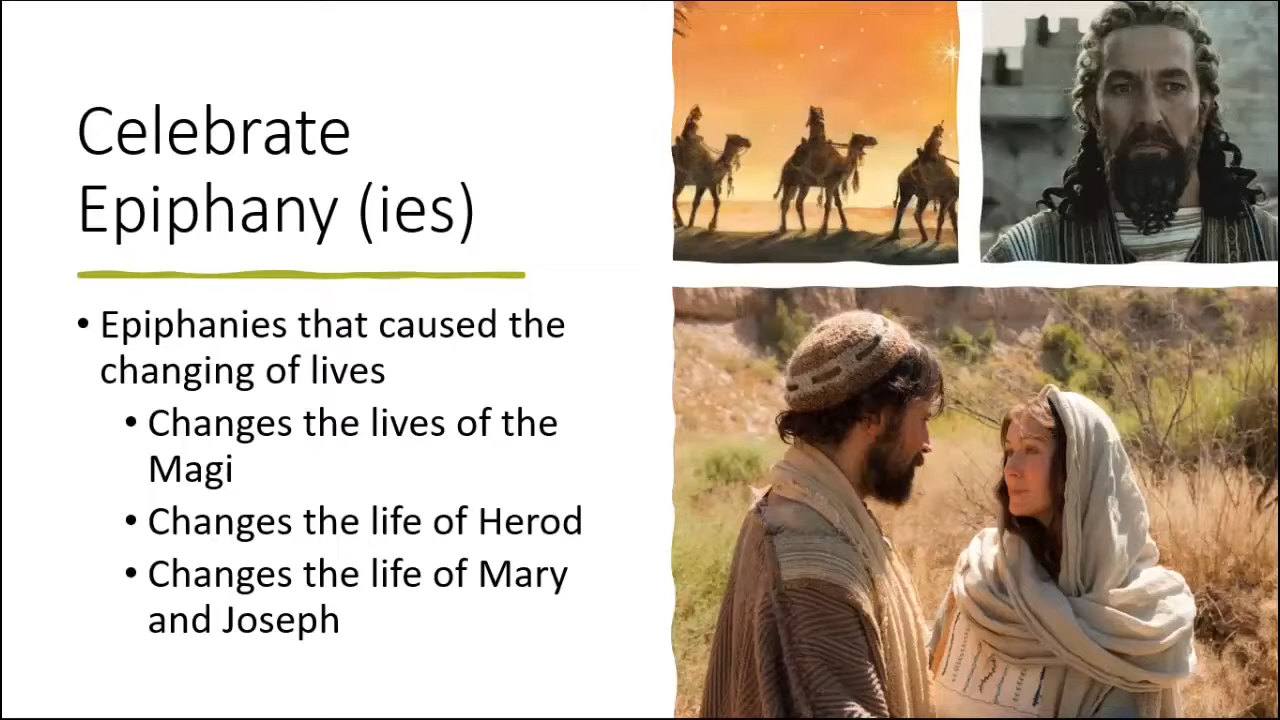 Celebrate
Epiphany (ies)
• Epiphanies that caused the
changing of lives
• Changes the lives of the
Magi
• Changes the life of Herod
• Changes the life of Mary
and Joseph